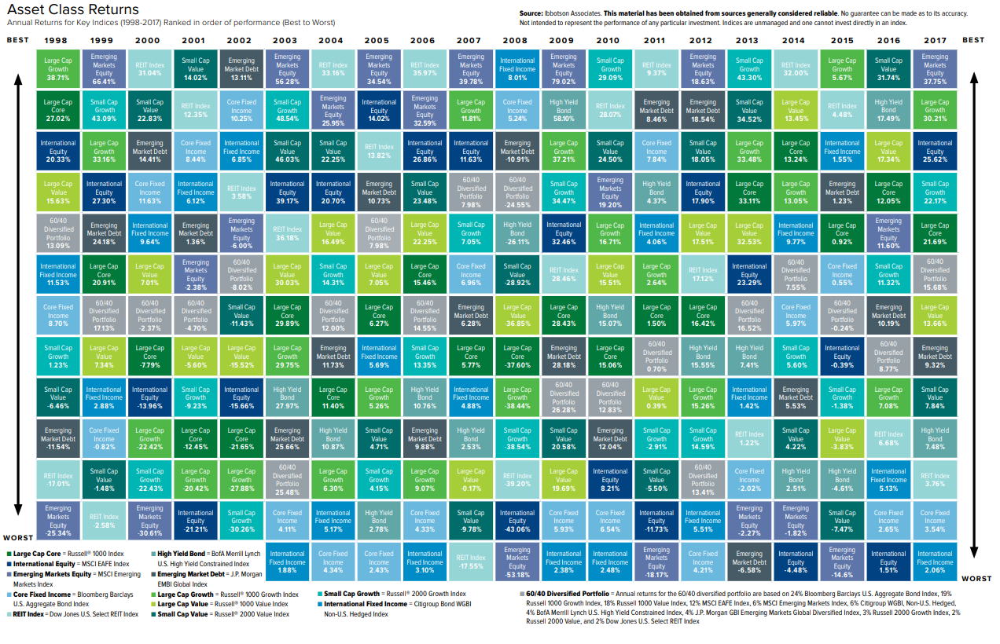 Asset Class Returns
Annual Returns for Key Indices (1998-2017) Ranked in order of performance (Best to Worst)
Source: Ibbotson Associates. This material has been obtained from sources generally considered reliable. No guarantee can be made as to its accuracy.
Not intended to represent the performance of any particular investment. Indices are unmanaged and one cannot invest directly in an index.
BEST 1998 1999 2000 2001 2002 2003 2004 2005 2006 2007 2008 2009 2010 2011 2012 2013 2014 2015 2016 2017 BEST
Large Cap Growth 38.71%
Emerging Markets Equity 66.41%
REIT Index 31.04%
Small Cap Value 14.02%
Emerging Market Debt 13.11%
Emerging Markets Equity 56.28%
REIT Index 33.16%
Emerging Markets Equity 34.54%
REIT Index 35.97%
Emerging Markets Equity 39.78%
International Fixed Income 8.01%
Emerging Markets Equity 79.02%
Small Cap Growth 29.09%
REIT Index 9.37%
Emerging Markets Equity 18.63%
Small Cap Growth 43.30%
REIT Index 32.00%
Large Cap Growth 5.67%
Small Cap Value 31.74%
Emerging Markets Equity 37.75%
Large Cap Core 27.02%
Small Cap Growth 43.09%
Small Cap Value 22.83%
REIT Index 12.35%
Core Fixed Income 10.25%
Small Cap Growth 48.54%
Emerging Markets Equity 25.95%
International Equity 14.02%
Emerging Markets Equity 32.59%
Large Cap Growth 11.81%
Core Fixed Income 5.24%
High Yield Bond 58.10%
REIT Index 28.07%
Emerging Market Debt 8.46%
Emerging Market Debt 18.54%
Small Cap Value 34.52%
Large Cap Value 13.45%
REIT Index 4.48%
High Yield Bond 17.49%
Large Cap Growth 30.21%
International Equity 20.33%
Large Cap Growth 33.16%
Emerging Market Debt 14.41%
Core Fixed Income 8.44%
International Fixed Income 6.85%
Small Cap Value 46.03%
Small Cap Value 22.25%
REIT Index 13.82%
International Equity 26.86%
International Equity 11.63%
Emerging Market Debt -10.91%
Large Cap Growth 37.21%
Small Cap Value 24.50%
Core Fixed Income 7.84%
Small Cap Value 18.05%
Large Cap Growth 33.48%
Large Cap Core 13.24%
International Fixed Income 1.55%
Large Cap Value 17.34%
International Equity 25.62%
Large Cap Value 15.63%
International Equity 27.30%
Core Fixed Income 11.63%
International Fixed Income 6.12%
REIT Index 3.58%
International Equity 39.17%
International Equity 20.70%
Emerging Market Debt 10.73%
Small Cap Value 23.48%
60/40 Diversified Portfolio 7.98%
60/40 Diversified Portfolio -24.55%
Small Cap Growth 34.47%
Emerging Markets Equity 19.20%
High Yield Bond 4.37%
International Equity 17.90%
Large Cap Core 33.11%
Large Cap Growth 13.05%
Emerging Market Debt 1.23%
Large Cap Core 12.05%
Small Cap Growth 22.17%
60/40 Diversified Portfolio 13.09%
Emerging Market Debt 24.18%
International Fixed Income 9.64%
Emerging Market Debt 1.36%
Emerging Markets Equity -6.00%
REIT Index 36.18%
Large Cap Value 16.49%
60/40 Diversified Portfolio 7.98%
Large Cap Value 22.25%
Small Cap Growth 7.05%
High Yield Bond -26.11%
International Equity 32.46%
Large Cap Growth 16.71%
International Fixed Income 4.06%
Large Cap Value 17.51%
Large Cap Value 32.53%
International Fixed Income 9.77%
Large Cap Core 0.92%
Emerging Markets Equity 11.60%
Large Cap Core 21.69%
International Fixed Income 11.53%
Large Cap Core 20.91%
Large Cap Value 7.01%
Emerging Markets Equity -2.38%
60/40 Diversified Portfolio -8.02%
Large Cap Value 30.03%
Small Cap Growth 14.31%
Large Cap Value 7.05%
Large Cap Core 15.46%
Core Fixed Income 6.96%
Small Cap Value -28.92%
REIT Index 28.46%
Large Cap Value 15.51%
Large Cap Growth 2.64%
REIT Index 17.12%
International Equity 23.29%
60/40 Diversified Portfolio 7.55%
Core Fixed Income 0.55%
Small Cap Growth 11.32%
60/40 Diversified Portfolio 15.68%
Core Fixed Income 8.70%
60/40 Diversified Portfolio 17.13%
60/40 Diversified Portfolio -2.37%
60/40 Diversified Portfolio -4.70%
Small Cap Value -11.43%
Large Cap Core 29.89%
60/40 Diversified Portfolio 12.00%
Large Cap Core 6.27%
60/40 Diversified Portfolio 14.55%
Emerging Market Debt 6.28%
Large Cap Value -36.85%
Large Cap Core 28.43%
High Yield Bond 15.07%
Large Cap Core 1.50%
Large Cap Core 16.42%
60/40 Diversified Portfolio 16.52%
Core Fixed Income 5.97%
60/40 Diversified Portfolio -0.24%
Emerging Market Debt 10.19%
Large Cap Value 13.66%
Small Cap Growth 1.23%
Large Cap Value 7.34%
Large Cap Core -7.79%
Large Cap Value -5.60%
Large Cap Value -15.52%
Large Cap Growth 29.75%
Emerging Market Debt 11.73%
International Fixed Income 5.69%
Small Cap Growth 13.35%
Large Cap Core 5.77%
Large Cap Core -37.60%
Emerging Market Debt 28.18%
Large Cap Core 15.06%
60/40 Diversified Portfolio 0.70%
High Yield Bond 15.55%
High Yield Bond 7.41%
Small Cap Growth 5.60%
International Equity -0.39%
60/40 Diversified Portfolio 8.77%
Emerging Market Debt 9.32%
Small Cap Value -6.46%
International Fixed Income 2.88%
International Equity -13.96%
Small Cap Growth -9.23%
International Equity -15.66%
High Yield Bond 27.97%
Large Cap Core 11.40%
Large Cap Growth 5.26%
High Yield Bond 10.76%
International Fixed Income 4.88%
Large Cap Growth -38.44%
60/40 Diversified Portfolio 26.28%
60/40 Diversified Portfolio 12.83%
Large Cap Value 0.39%
Large Cap Growth 15.26%
International Fixed Income 1.42%
Emerging Market Debt 5.53%
Small Cap Growth -1.38%
Large Cap Growth 7.08%
Small Cap Value 7.84%
Emerging Market Debt -11.54%
Core Fixed Income -0.82%
Large Cap Growth -22.42%
Large Cap Core -12.45%
Large Cap Core -21.65%
Emerging Market Debt 25.66%
High Yield Bond 10.87%
Small Cap Value 4.71%
Emerging Market Debt 9.88%
High Yield Bond 2.53%
Small Cap Growth -38.54%
Small Cap Value 20.58%
Emerging Market Debt 12.04%
Small Cap Growth -2.91%
Small Cap Growth 14.59%
REIT Index 1.22%
Small Cap Value 4.22%
Large Cap Value -3.83%
REIT Index 6.68%
High Yield Bond 7.48%
REIT Index -17.01%
Small Cap Value -1.48%
Small Cap Growth -22.43%
Large Cap Growth -20.42%
Large Cap Growth -27.88%
60/40 Diversified Portfolio 25.48%
Large Cap Growth 6.30%
Small Cap Growth 4.15%
Large Cap Growth 9.07%
Large Cap Value -0.17%
REIT Index -39.20%
Large Cap Value 19.69%
International Equity 8.21%
Small Cap Value -5.50%
60/40 Diversified Portfolio 13.41%
Core Fixed Income -2.02%
High Yield Bond 2.51%
High Yield Bond -4.61%
International Fixed Income 5.13%
REIT Index 3.76%
Emerging Markets Equity -25.34%
REIT Index -2.58%
Emerging Markets Equity -30.61%
International Equity -21.21%
Small Cap Growth -30.26%
Core Fixed Income 4.11%
International Fixed Income 5.17%
High Yield Bond 2.78%
Core Fixed Income 4.33%
Small Cap Value -9.78%
International Equity -43.06%
Core Fixed Income 5.93%
Core Fixed Income 6.54%
International Equity -11.73%
International Fixed Income 5.51%
Emerging Markets Equity -2.27%
Emerging Markets Equity -1.82%
Small Cap Value -7.47%
Core Fixed Income 2.65%
Core Fixed Income 3.54%
WORST
International Fixed Income 1.88%
Core Fixed Income 4.34%
Core Fixed Income 2.43%
International Fixed Income 3.10%
REIT Index -17.55%
Emerging Markets Equity -53.18%
International Fixed Income 2.38%
International Fixed Income 2.48%
Emerging Markets Equity -18.17%
Core Fixed Income 4.21%
Emerging Market Debt -6.58%
International Equity -4.48%
Emerging Markets Equity -14.6%
International Equity 1.51%
International Fixed Income 2.06%
WORST
Large Cap Core = Russell® 1000 Index
International Equity = MSCI EAFE Index
Emerging Markets Equity = MSCI Emerging
Markets Index
Core Fixed Income = Bloomberg Barclays
U.S. Aggregate Bond Index
REIT Index = Dow Jones U.S. Select REIT Index
High Yield Bond = BofA Merrill Lynch
U.S. High Yield Constrained Index
Emerging Market Debt = J.P. Morgan
EMBI Global Index
Large Cap Growth = Russell® 1000 Growth Index
Large Cap Value = Russell® 1000 Value Index
Small Cap Value = Russell® 2000 Value Index
Small Cap Growth = Russell® 2000 Growth Index
International Fixed Income = Citigroup Bond WGBI
Non-U.S. Hedged Index
60/40 Diversified Portfolio = Annual returns for the 60/40 diversified portfolio are based on 24% Bloomberg Barclays U.S. Aggregate Bond Index, 19%
Russell 1000 Growth Index, 18% Russell 1000 Value Index, 12% MSCI EAFE Index, 6% MSCI Emerging Markets Index, 6% Citigroup WGBI, Non-U.S. Hedged,
4% BofA Merrill Lynch U.S. High Yield Constrained Index, 4% J.P. Morgan GBI Emerging Markets Global Diversified Index, 3% Russell 2000 Growth Index, 2%
Russell 2000 Value, and 2% Dow Jones U.S. Select REIT Index